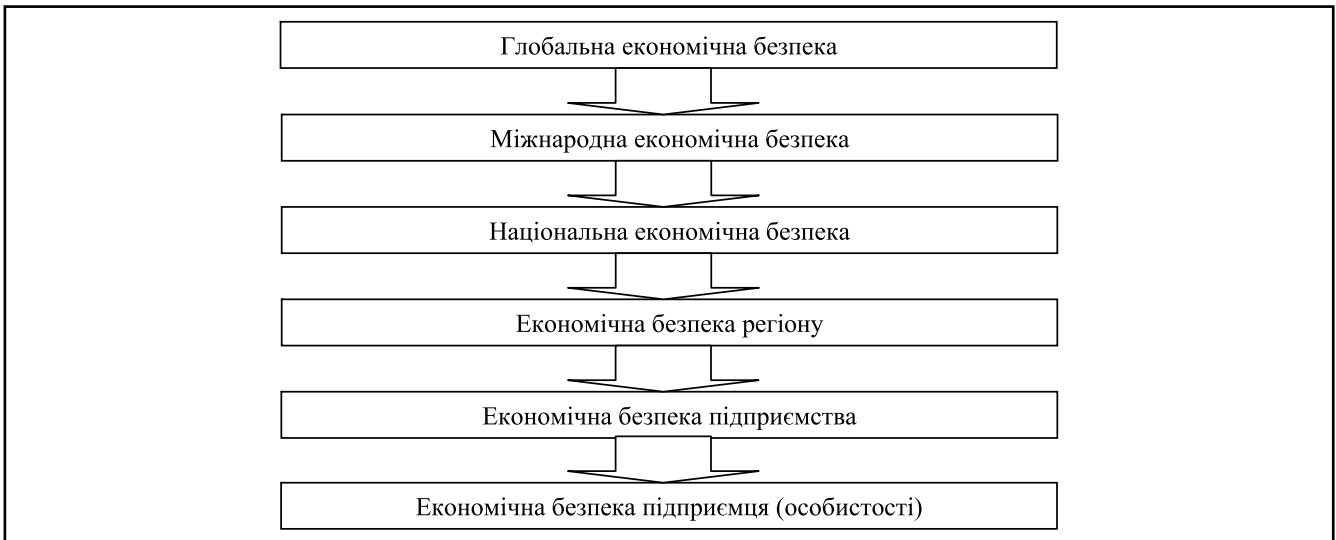 Глобальна економічна безпека
Міжнародна економічна безпека
Національна економічна безпека
Економічна безпека регіону
Економічна безпека підприємства
Економічна безпека підприємця (особистості)